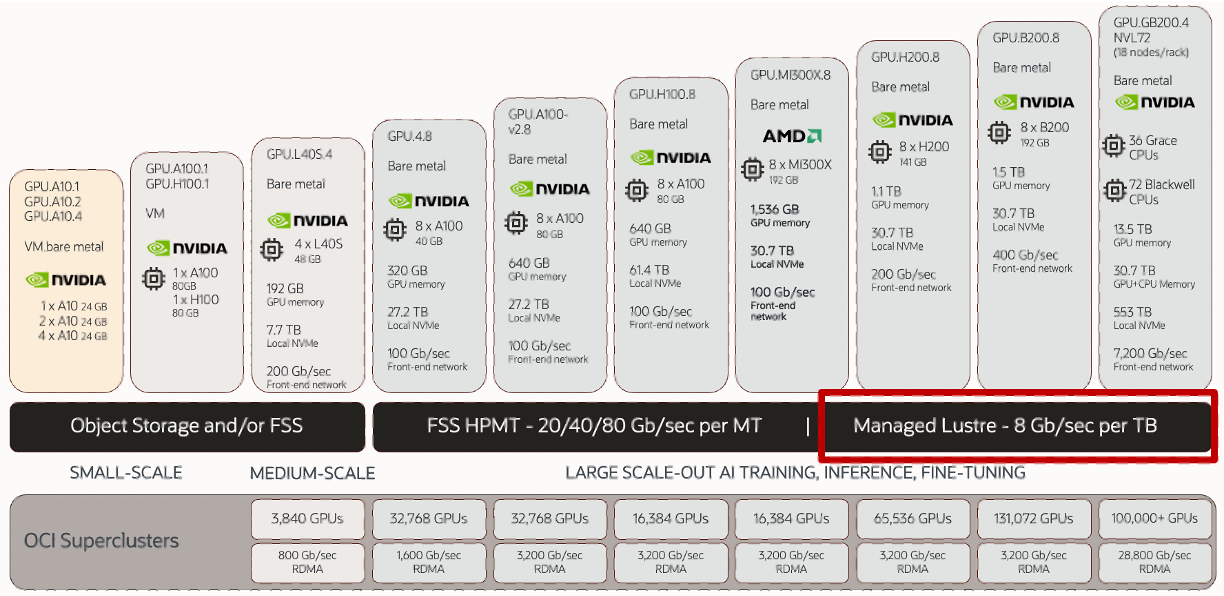 GPU.A10.1
GPU.A10.2
GPU.A10.4
VM.bare metal
NVIDIA
1 x A10 24 GB
2 x A10 24 GB
4 x A10 24 GB
GPU.A100.1
GPU.H100.1
VM
NVIDIA
1 x A100
80GB
1 x H100
80 GB
GPU.L40S.4
Bare metal
NVIDIA
4 x L40S
48 GB
192 GB
GPU memory
7.7 TB
Local NVMe
200 Gb/sec
Front-end network
GPU.4.8
Bare metal
NVIDIA
8 x A100
40 GB
320 GB
GPU memory
27.2 TB
Local NVMe
100 Gb/sec
Front-end network
GPU.A100-
v2.8
Bare metal
NVIDIA
8 x A100
80 GB
640 GB
GPU memory
27.2 TB
Local NVMe
100 Gb/sec
Front-end network
GPU.H100.8
Bare metal
NVIDIA
8 x A100
80 GB
640 GB
GPU memory
61.4 TB
Local NVMe
100 Gb/sec
Front-end network
GPU.MI300X.8
Bare metal
AMD
8 x MI300X
192 GB
1,536 GB
GPU memory
30.7 TB
Local NVMe
100 Gb/sec
Front-end
network
GPU.H200.8
Bare metal
NVIDIA
8 x H200
141 GB
1.1 TB
GPU memory
30.7 TB
Local NVMe
200 Gb/sec
Front-end network
GPU.B200.8
Bare metal
NVIDIA
8 x B200
192 GB
1.5 TB
GPU memory
30.7 TB
Local NVMe
400 Gb/sec
Front-end network
GPU.GB200.4
NVL72
(18 nodes/rack)
Bare metal
NVIDIA
36 Grace
CPUs
72 Blackwell
CPUs
13.5 TB
GPU memory
30.7 TB
GPU+CPU Memory
553 TB
Local NVMe
7,200 Gb/sec
Front-end network
Object Storage and/or FSS
FSS HPMT - 20/40/80 Gb/sec per MT | Managed Lustre - 8 Gb/sec per TB
SMALL-SCALE
MEDIUM-SCALE
LARGE SCALE-OUT AI TRAINING, INFERENCE, FINE-TUNING
OCI Superclusters
3,840 GPUs
32,768 GPUs
32,768 GPUs
16,384 GPUs
16,384 GPUs
65,536 GPUs
131,072 GPUs
100,000+ GPUs
800 Gb/sec
RDMA
1,600 Gb/sec
RDMA
3,200 Gb/sec
RDMA
3,200 Gb/sec
RDMA
3,200 Gb/sec
RDMA
3,200 Gb/sec
RDMA
3,200 Gb/sec
RDMA
28,800 Gb/sec
RDMA